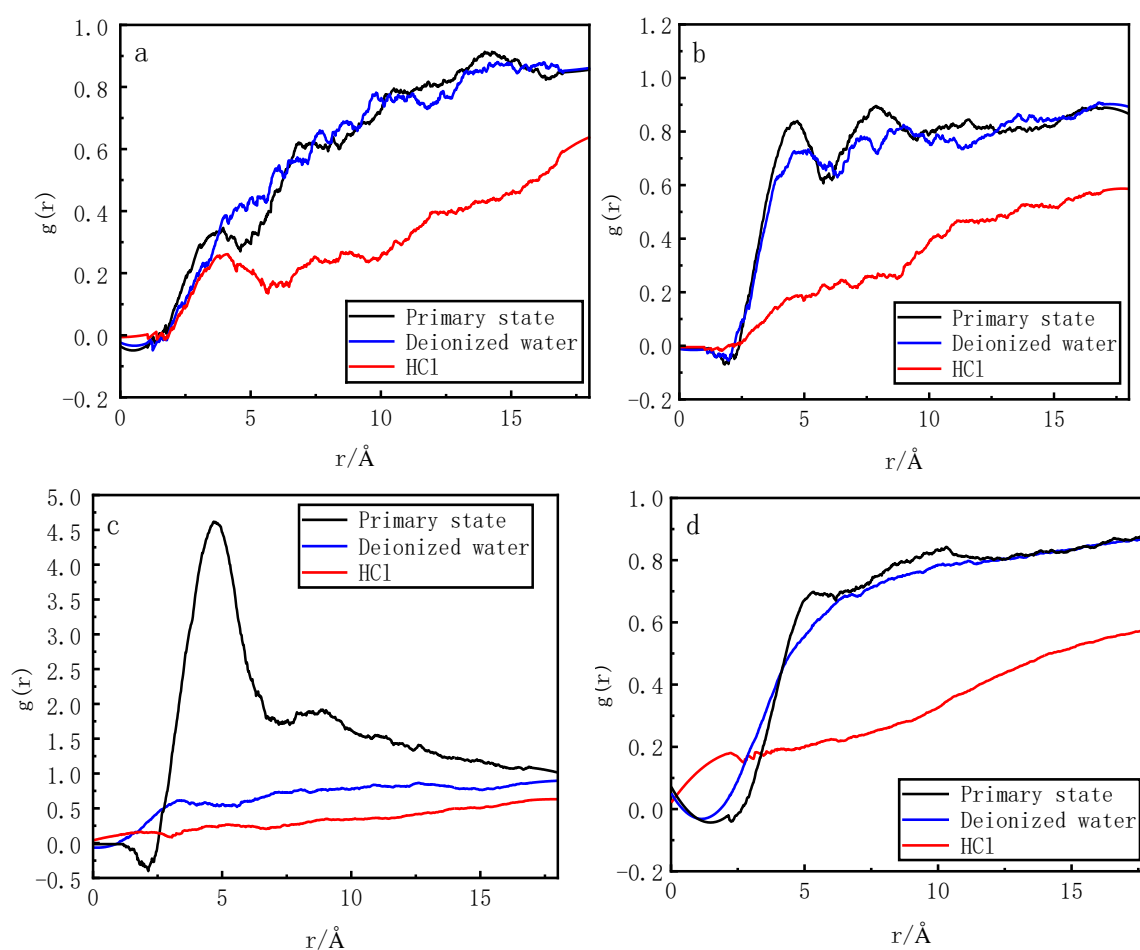 a
1.0
0.8
0.6
0.4
0.2
0.0
-0.2
g(r)
0 5 10 15
r/Å
Primary state
Deionized water
HCl
b
1.2
1.0
0.8
0.6
0.4
0.2
0.0
-0.2
g(r)
0 5 10 15
r/Å
Primary state
Deionized water
HCl
c
5.0
4.5
4.0
3.5
3.0
2.5
2.0
1.5
1.0
0.5
0.0
-0.5
g(r)
0 5 10 15
r/Å
Primary state
Deionized water
HCl
d
1.0
0.8
0.6
0.4
0.2
0.0
-0.2
g(r)
0 5 10 15
r/Å
Primary state
Deionized water
HCl